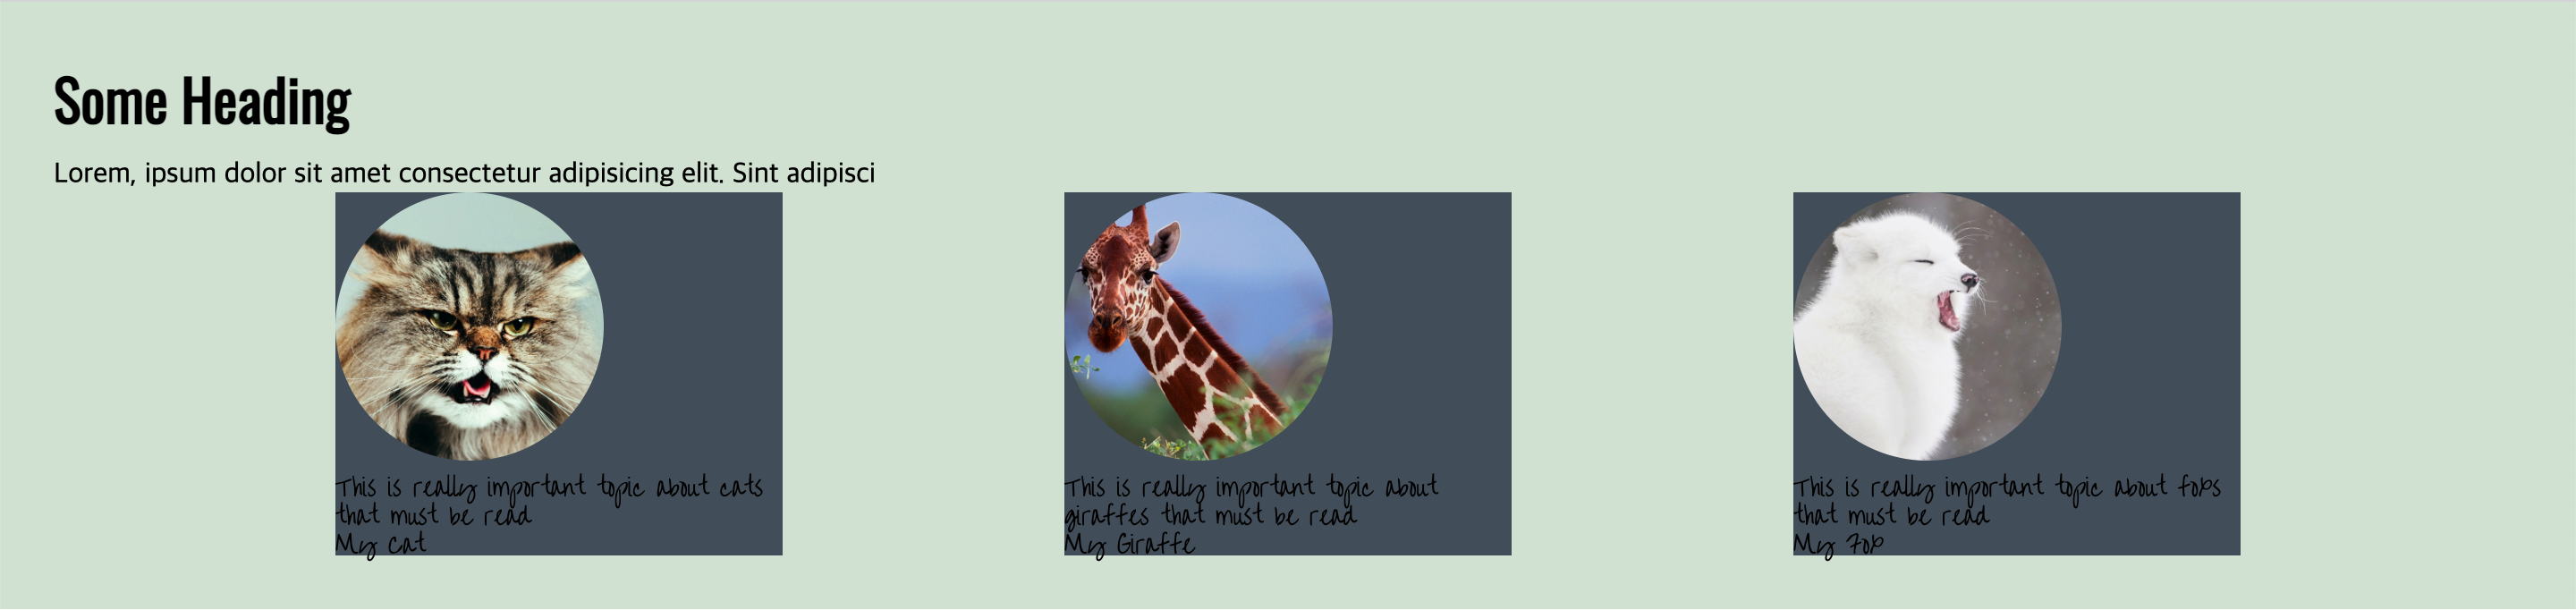 Some Heading
Lorem, ipsum dolor sit amet consectetur adipisicing elit. Sint adipisci
This is really important topic about cats
that must be read
My Cat
This is really important topic about
giraffes that must be read
My Giraffe
This is really important topic about foxs
that must be read
My Fox